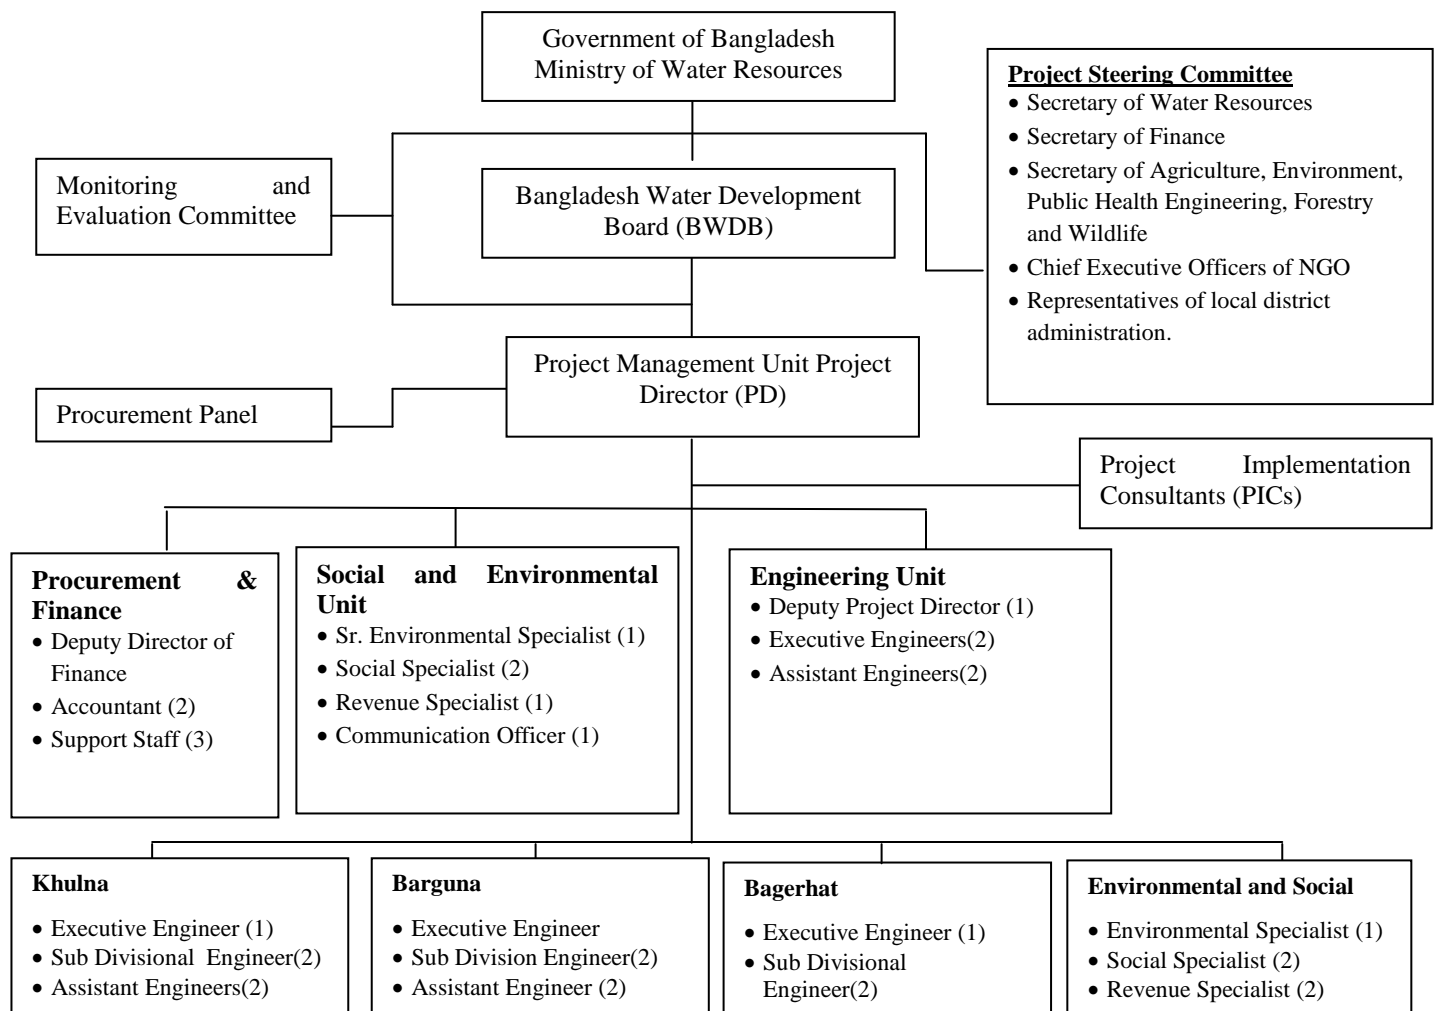 Government of Bangladesh
Ministry of Water Resources
Project Steering Committee
• Secretary of Water Resources
• Secretary of Finance
• Secretary of Agriculture, Environment,
Public Health Engineering, Forestry
and Wildlife
• Chief Executive Officers of NGO
• Representatives of local district
administration.
Monitoring and
Evaluation Committee
Bangladesh Water Development
Board (BWDB)
Project Management Unit Project
Director (PD)
Procurement Panel
Project Implementation
Consultants (PICs)
Procurement &
Finance
• Deputy Director of
Finance
• Accountant (2)
• Support Staff (3)
Social and Environmental
Unit
• Sr. Environmental Specialist (1)
• Social Specialist (2)
• Revenue Specialist (1)
• Communication Officer (1)
Engineering Unit
• Deputy Project Director (1)
• Executive Engineers(2)
• Assistant Engineers(2)
Khulna
• Executive Engineer (1)
• Sub Divisional Engineer(2)
• Assistant Engineers(2)
Barguna
• Executive Engineer
• Sub Division Engineer(2)
• Assistant Engineer (2)
Bagerhat
• Executive Engineer (1)
• Sub Divisional
Engineer(2)
Environmental and Social
• Environmental Specialist (1)
• Social Specialist (2)
• Revenue Specialist (2)